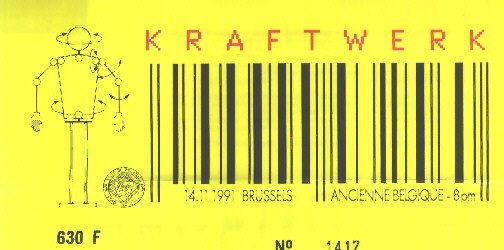 KRAFTWERK
14.11 1991 BRUSSELS ANCIENNE BELGIQUE - 8 pm
630 F Nº 1417